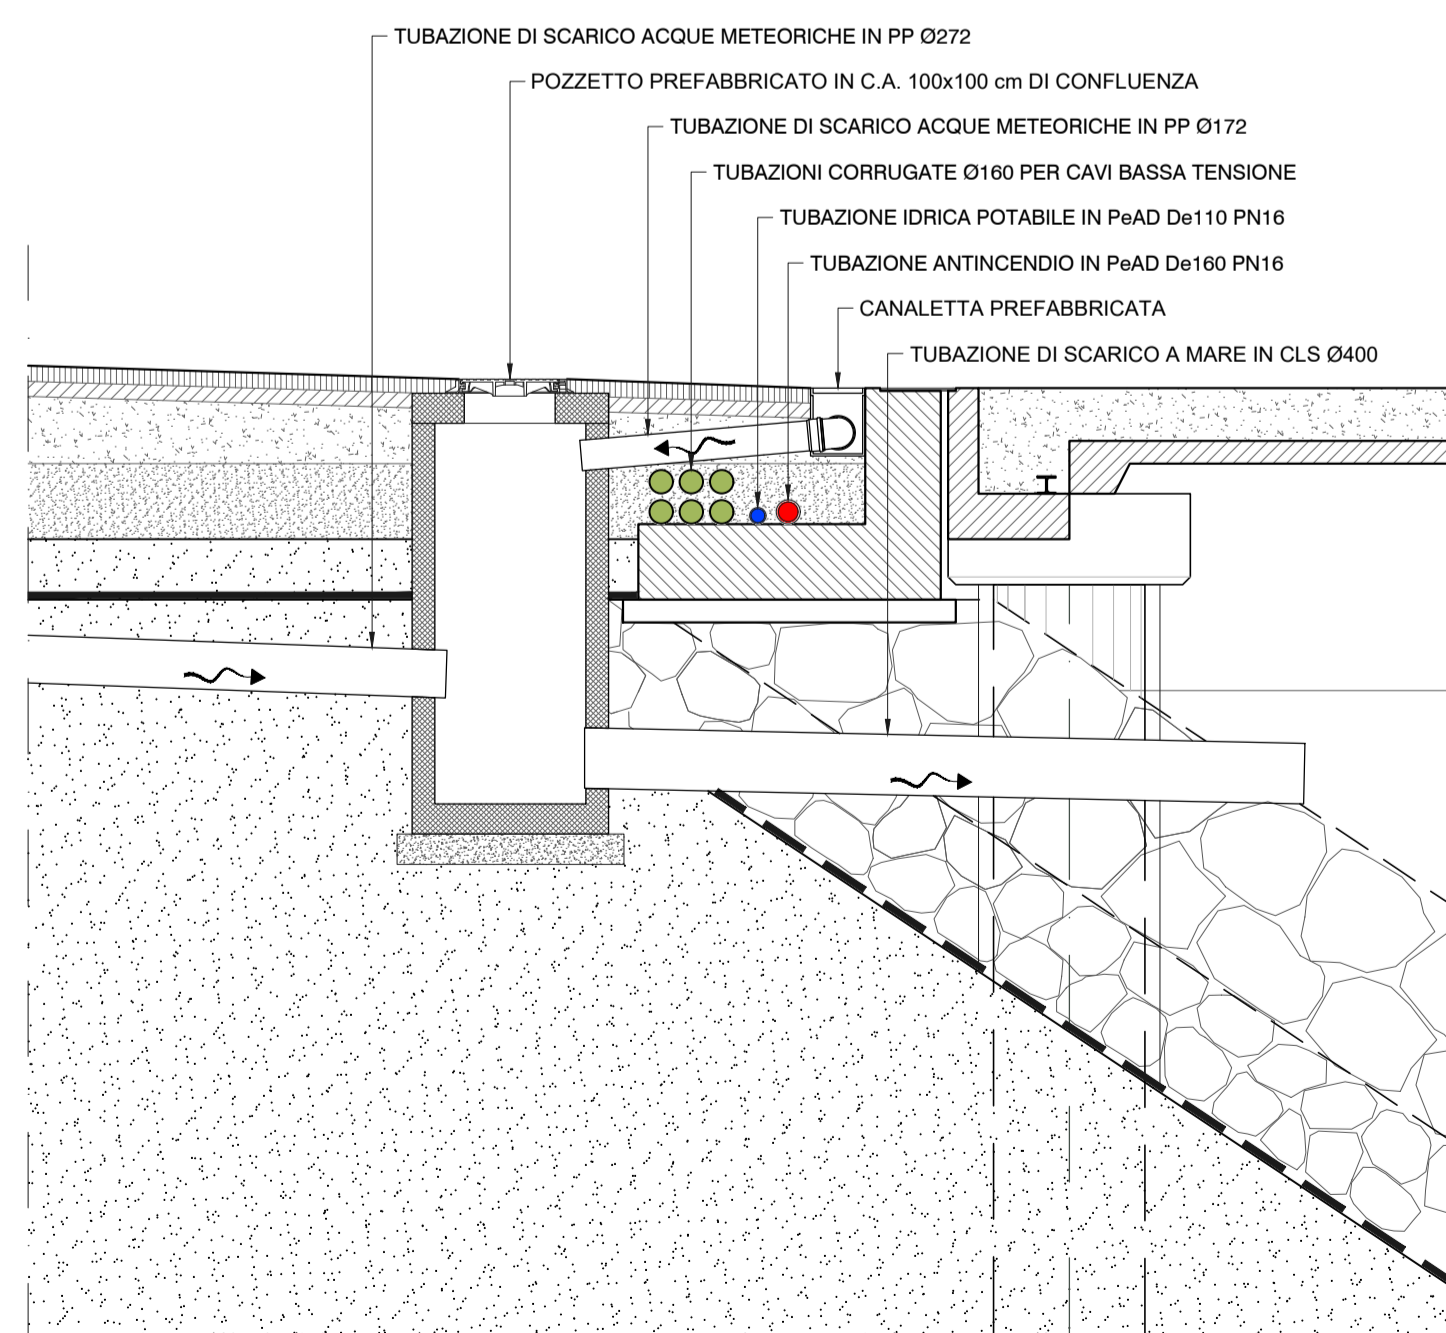 TUBAZIONE DI SCARICO ACQUE METEORICHE IN PP Ø272
POZZETTO PREFABBRICATO IN C.A. 100x100 cm DI CONFLUENZA
TUBAZIONE DI SCARICO ACQUE METEORICHE IN PP Ø172
TUBAZIONI CORRUGATE Ø160 PER CAVI BASSA TENSIONE
TUBAZIONE IDRICA POTABILE IN PeAD De110 PN16
TUBAZIONE ANTINCENDIO IN PeAD De160 PN16
CANALETTA PREFABBRICATA
TUBAZIONE DI SCARICO A MARE IN CLS Ø400